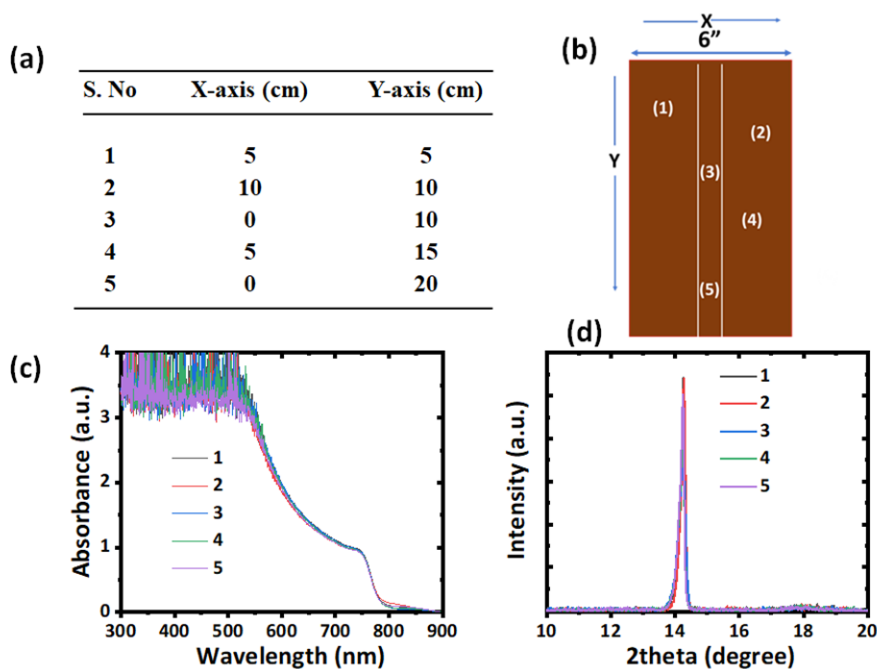 (a)
S. No X-axis (cm) Y-axis (cm)
1 5 5
2 10 10
3 0 10
4 5 15
5 0 20
(b)
X
6”
Y
(1)
(2)
(3)
(4)
(5)
(c)
4
3
2
1
0
300 400 500 600 700 800 900
Absorbance (a.u.)
Wavelength (nm)
1
2
3
4
5
(d)
Intensity (a.u.)
1
2
3
4
5
10 12 14 16 18 20
2theta (degree)